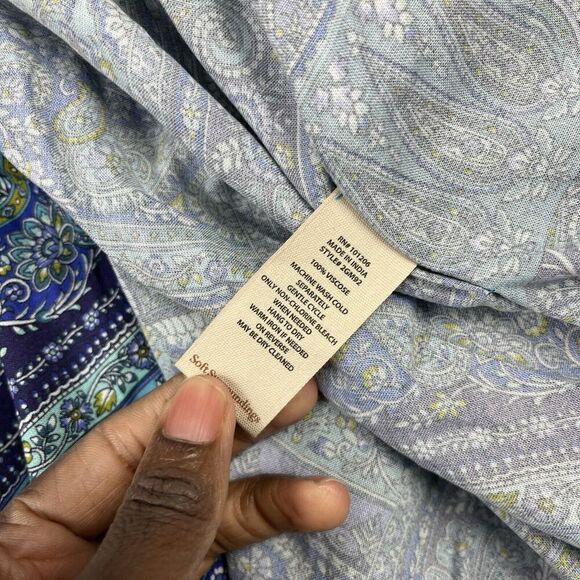 RN# 101206
MADE IN INDIA
STYLE# 2GM92
100% VISCOSE
MACHINE WASH COLD
SEPARATELY
GENTLE CYCLE
ONLY NON-CHLORINE BLEACH
WHEN NEEDED
HANG TO DRY
WARM IRON IF NEEDED
ON REVERSE
MAY BE DRY CLEANED
Soft Surroundings